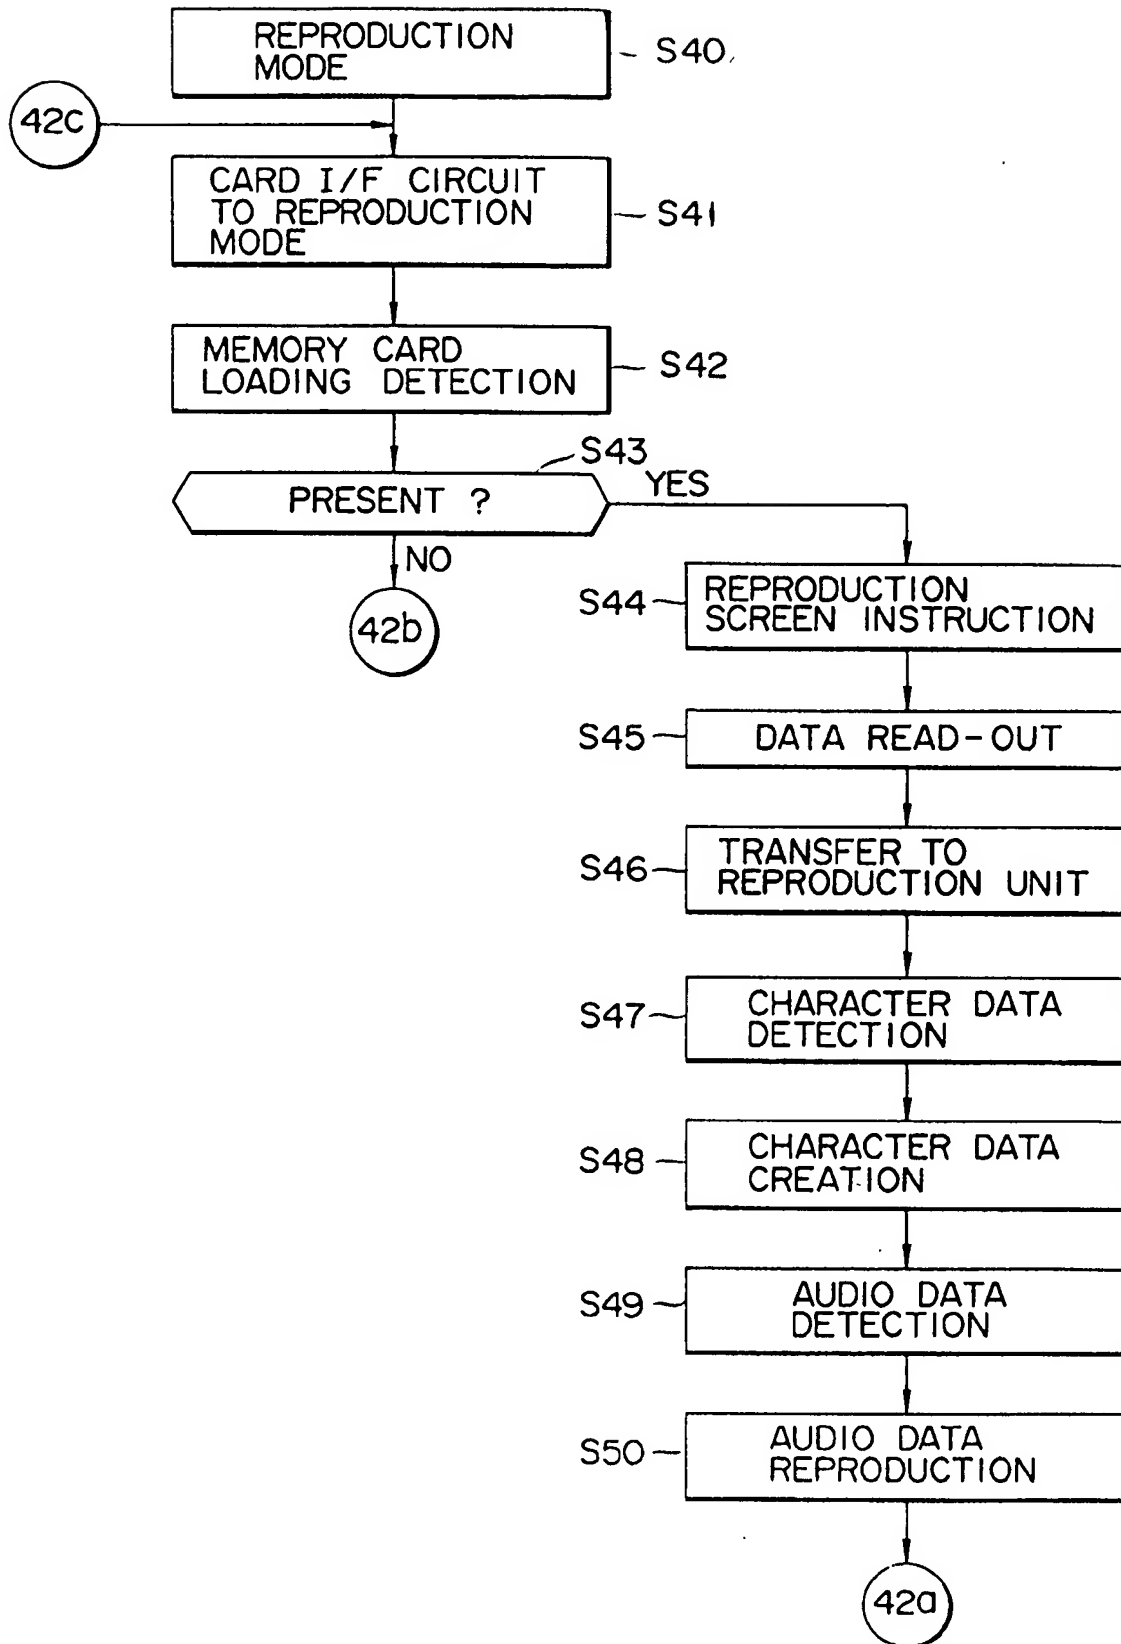 REPRODUCTION
MODE
S40
42c
CARD I/F CIRCUIT
TO REPRODUCTION
MODE
S41
MEMORY CARD
LOADING DETECTION
S42
S43
PRESENT ?
YES
NO
42b
S44
REPRODUCTION
SCREEN INSTRUCTION
S45
DATA READ-OUT
S46
TRANSFER TO
REPRODUCTION UNIT
S47
CHARACTER DATA
DETECTION
S48
CHARACTER DATA
CREATION
S49
AUDIO DATA
DETECTION
S50
AUDIO DATA
REPRODUCTION
42a